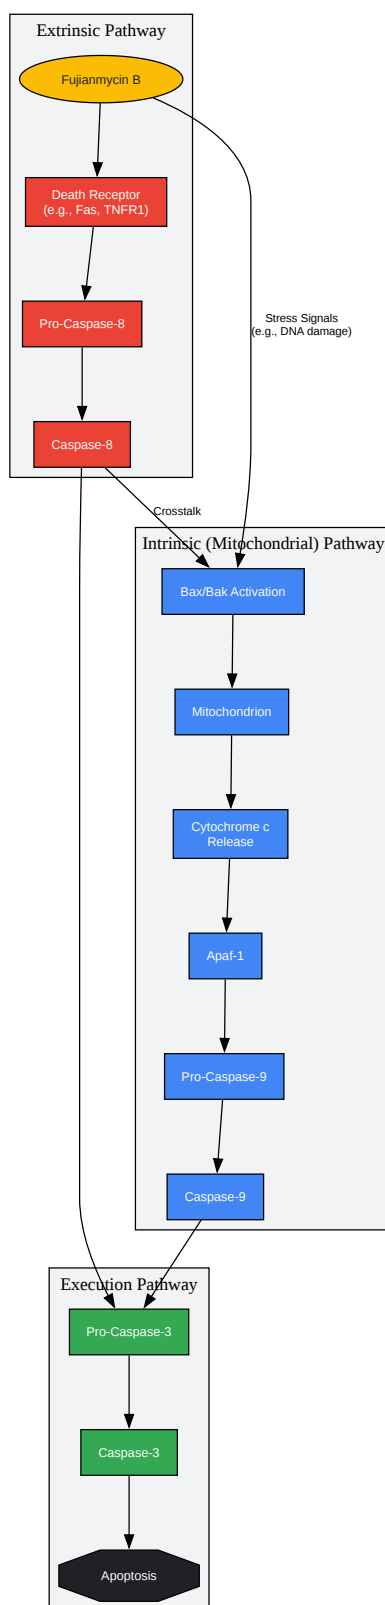 Extrinsic Pathway
Fujianmycin B
Death Receptor
(e.g., Fas, TNFR1)
Stress Signals
(e.g., DNA damage)
Pro-Caspase-8
Caspase-8
Crosstalk
Intrinsic (Mitochondrial) Pathway
Bax/Bak Activation
Mitochondrion
Cytochrome c
Release
Apaf-1
Pro-Caspase-9
Caspase-9
Execution Pathway
Pro-Caspase-3
Caspase-3
Apoptosis